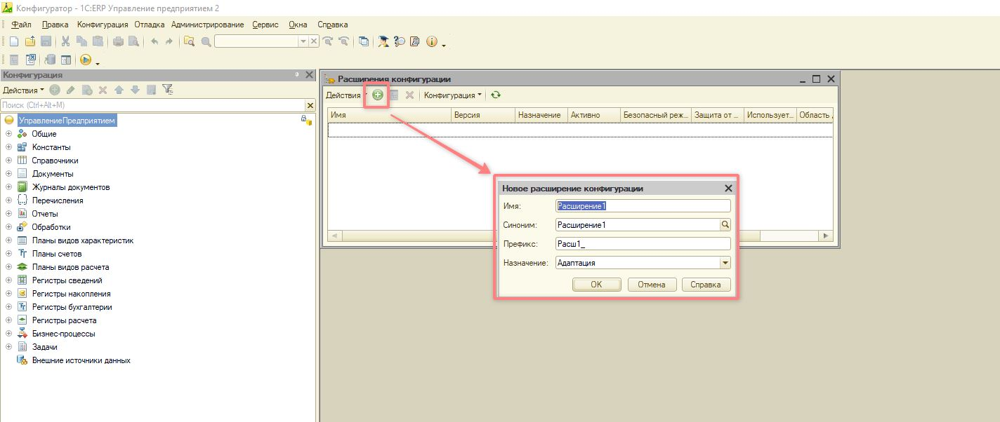 Конфигуратор - 1С:ERP Управление предприятием 2
Файл Правка Конфигурация Отладка Администрирование Сервис Окна Справка
Конфигурация
Действия
Поиск (Ctrl+Alt+M)
УправлениеПредприятием
Общие
Константы
Справочники
Документы
Журналы документов
Перечисления
Отчеты
Обработки
Планы видов характеристик
Планы счетов
Планы видов расчета
Регистры сведений
Регистры накопления
Регистры бухгалтерии
Регистры расчета
Бизнес-процессы
Задачи
Внешние источники данных
Расширения конфигурации
Действия Конфигурация
Имя Версия Назначение Активно Безопасный реж... Защита от ... Использует... Область
Новое расширение конфигурации
Имя: Расширение1
Синоним: Расширение1
Префикс: Расш1_
Назначение: Адаптация
ОК Отмена Справка